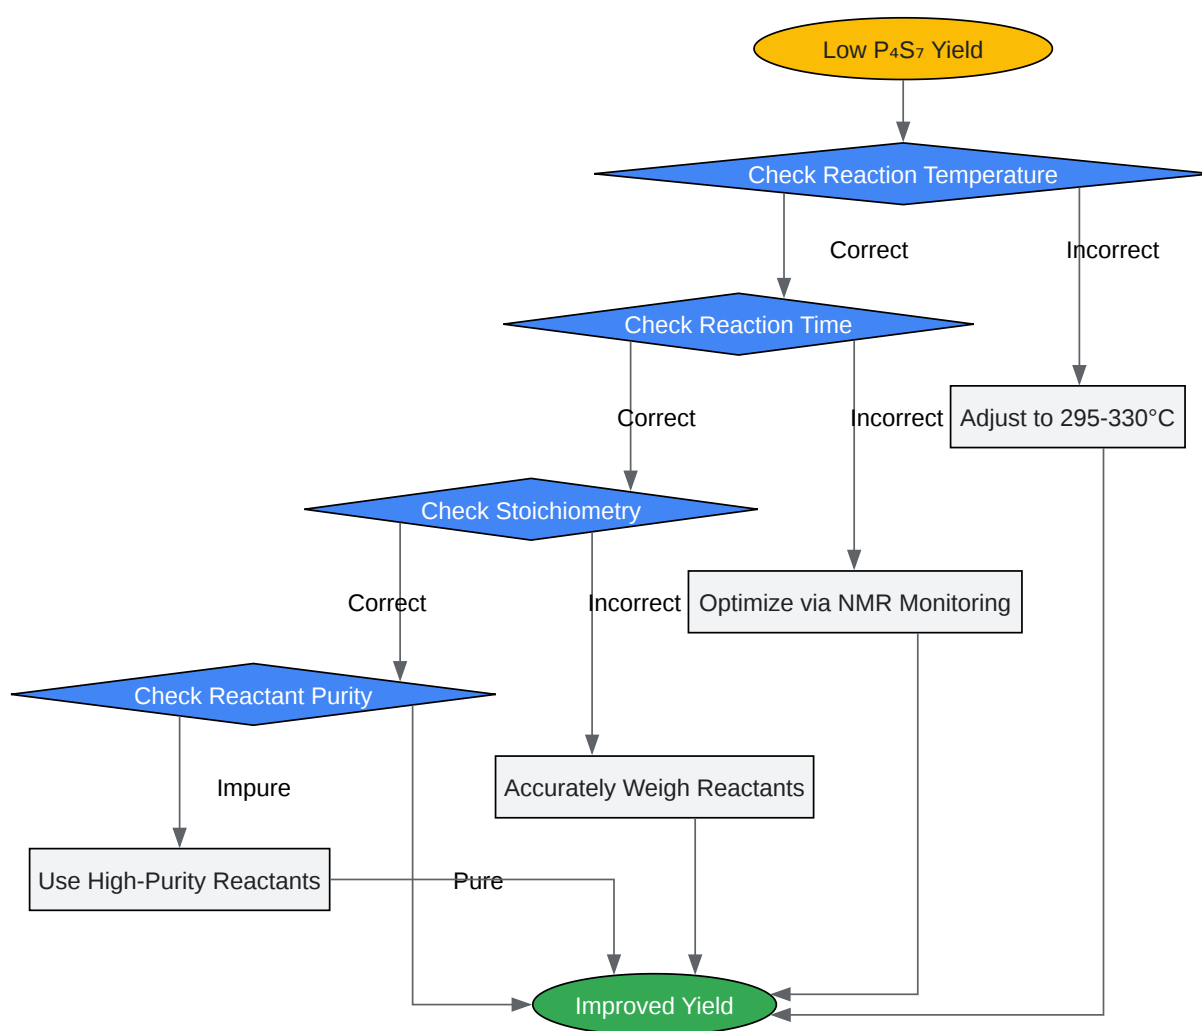 Low P₄S₇ Yield
Check Reaction Temperature
Correct
Incorrect
Check Reaction Time
Correct
Incorrect
Adjust to 295-330°C
Check Stoichiometry
Correct
Incorrect
Optimize via NMR Monitoring
Check Reactant Purity
Impure
Accurately Weigh Reactants
Use High-Purity Reactants
Pure
Improved Yield